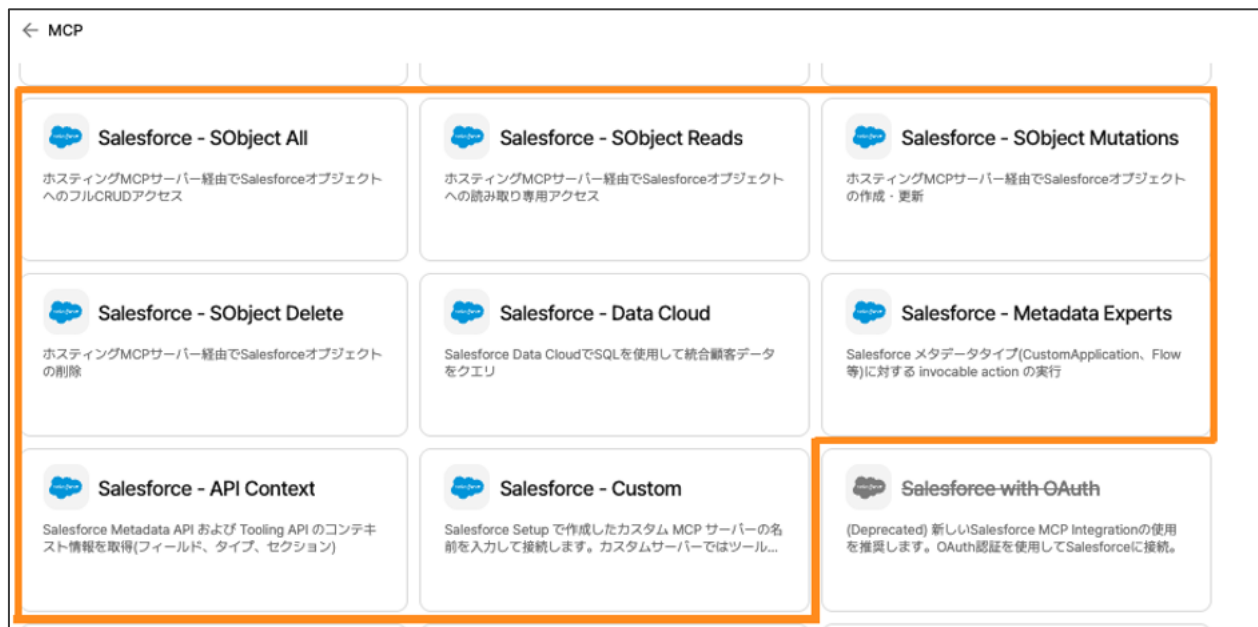 ← MCP
Salesforce - SObject All
ホスティングMCPサーバー経由でSalesforceオブジェクト
へのフルCRUDアクセス
Salesforce - SObject Reads
ホスティングMCPサーバー経由でSalesforceオブジェクト
への読み取り専用アクセス
Salesforce - SObject Mutations
ホスティングMCPサーバー経由でSalesforceオブジェクト
の作成・更新
Salesforce - SObject Delete
ホスティングMCPサーバー経由でSalesforceオブジェクト
の削除
Salesforce - Data Cloud
Salesforce Data CloudでSQLを使用して統合顧客データ
をクエリ
Salesforce - Metadata Experts
Salesforce メタデータタイプ(CustomApplication、Flow
等)に対する invocable action の実行
Salesforce - API Context
Salesforce Metadata API および Tooling API のコンテキ
スト情報を取得(フィールド、タイプ、セクション)
Salesforce - Custom
Salesforce Setup で作成したカスタム MCP サーバーの名
前を入力して接続します。カスタムサーバーではツール...
Salesforce with OAuth
(Deprecated) 新しいSalesforce MCP Integrationの使用
を推奨します。OAuth認証を使用してSalesforceに接続。